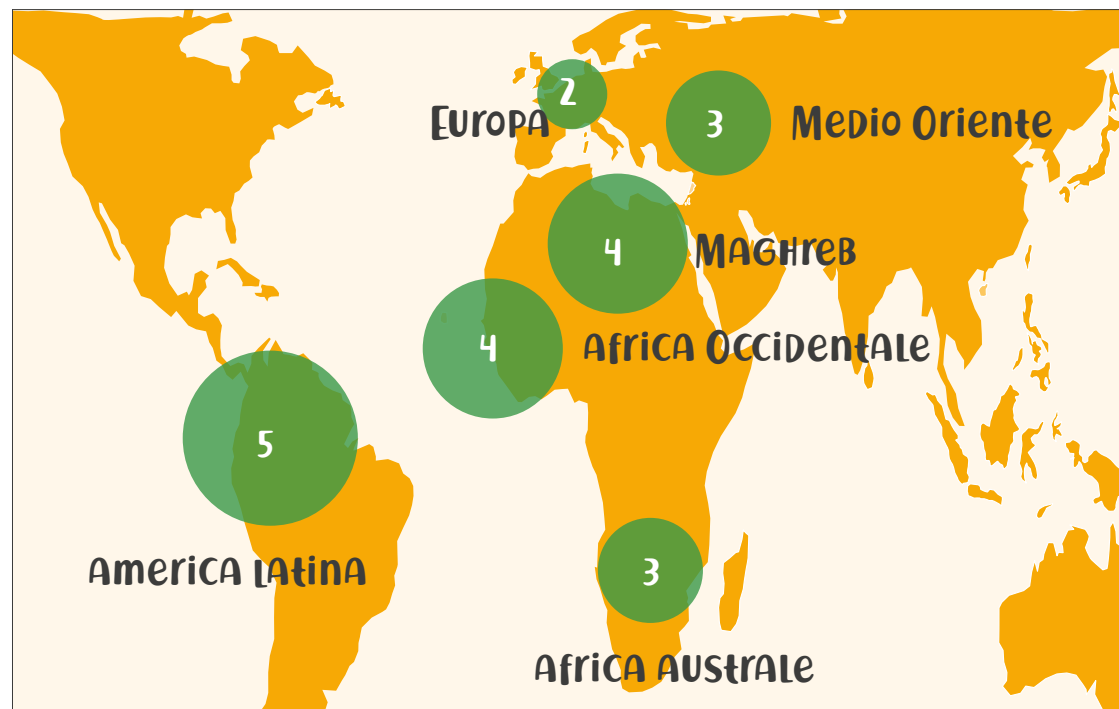 2
Europa
3
Medio Oriente
4
Maghreb
4
Africa Occidentale
5
America Latina
3
Africa Australe